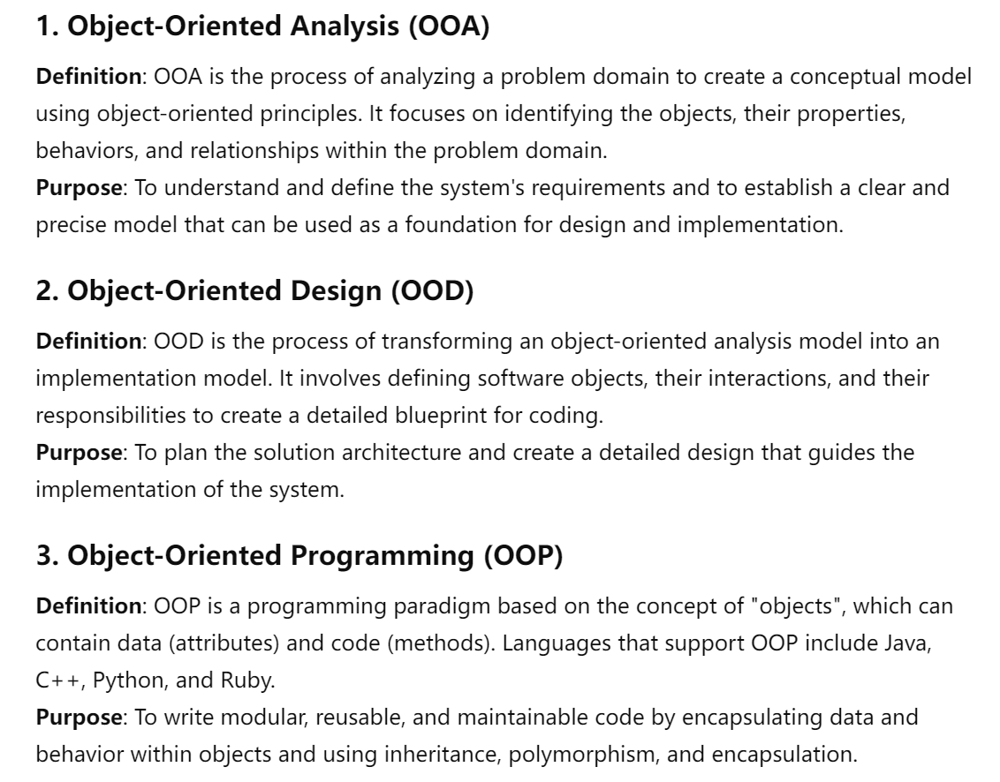 1. Object-Oriented Analysis (OOA)
Definition: OOA is the process of analyzing a problem domain to create a conceptual model
using object-oriented principles. It focuses on identifying the objects, their properties,
behaviors, and relationships within the problem domain.
Purpose: To understand and define the system's requirements and to establish a clear and
precise model that can be used as a foundation for design and implementation.
2. Object-Oriented Design (OOD)
Definition: OOD is the process of transforming an object-oriented analysis model into an
implementation model. It involves defining software objects, their interactions, and their
responsibilities to create a detailed blueprint for coding.
Purpose: To plan the solution architecture and create a detailed design that guides the
implementation of the system.
3. Object-Oriented Programming (OOP)
Definition: OOP is a programming paradigm based on the concept of "objects", which can
contain data (attributes) and code (methods). Languages that support OOP include Java,
C++, Python, and Ruby.
Purpose: To write modular, reusable, and maintainable code by encapsulating data and
behavior within objects and using inheritance, polymorphism, and encapsulation.